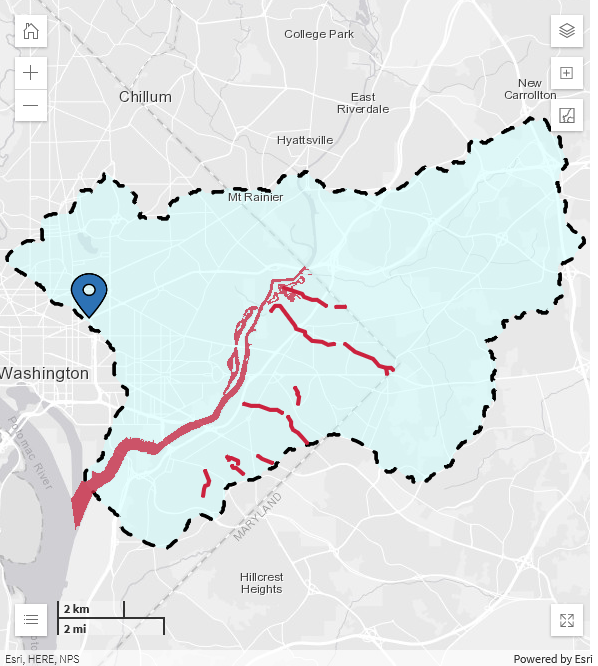 College Park
New
Carrollton
Chillum
East
Riverdale
Hyattsville
Mt Rainier
Washington
Potomac River
MARYLAND
Hillcrest
Heights
2 km
2 mi
Esri, HERE, NPS
Powered by Esri